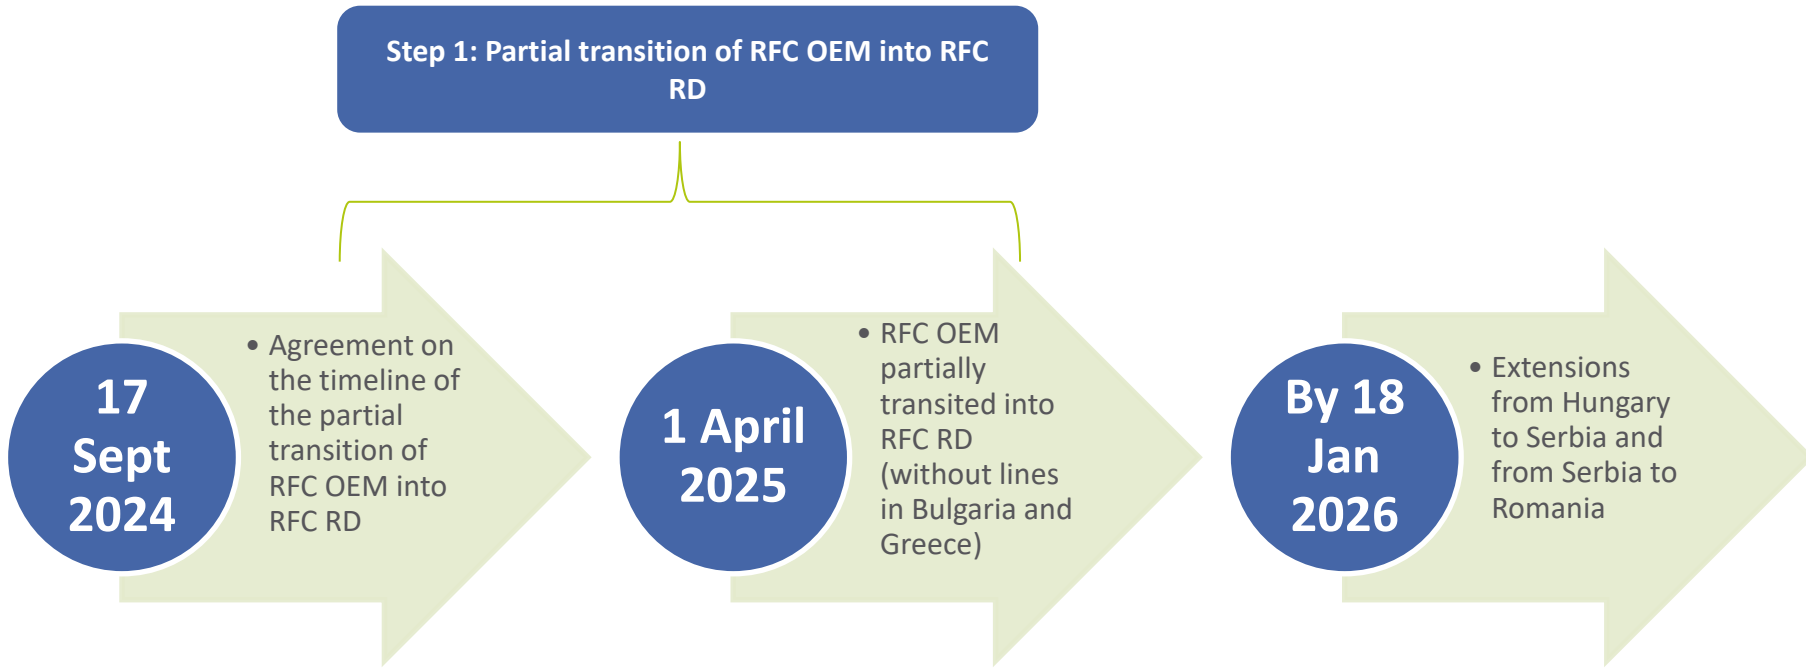 Step 1: Partial transition of RFC OEM into RFC
RD
17
Sept
2024
• Agreement on
the timeline of
the partial
transition of
RFC OEM into
RFC RD
1 April
2025
• RFC OEM
partially
transited into
RFC RD
(without lines
in Bulgaria and
Greece)
By 18
Jan
2026
• Extensions
from Hungary
to Serbia and
from Serbia to
Romania